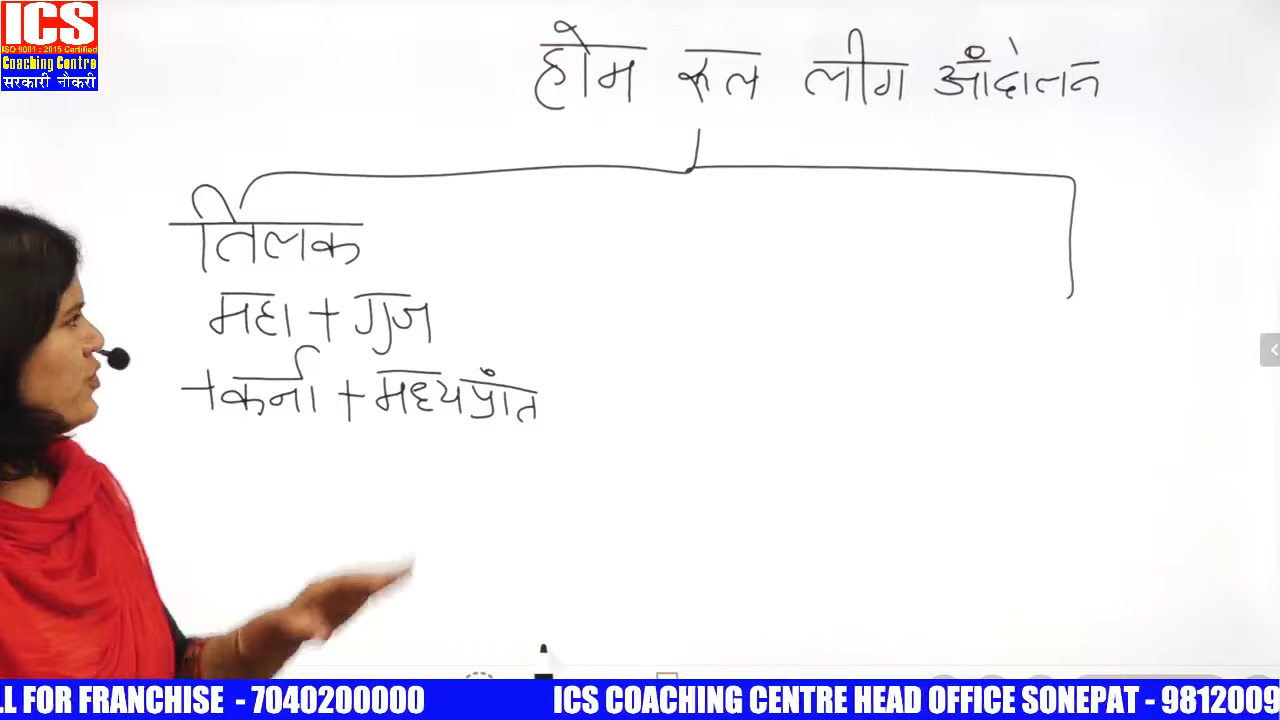 ICS
ISO 9001 : 2015 Certified
Coaching Centre
सरकारी नौकरी
होम रूल लीग आंदोलन
तिलक
महा + गुज
+ कर्ना + मध्य प्रांत
LL FOR FRANCHISE - 7040200000 ICS COACHING CENTRE HEAD OFFICE SONEPAT - 9812009